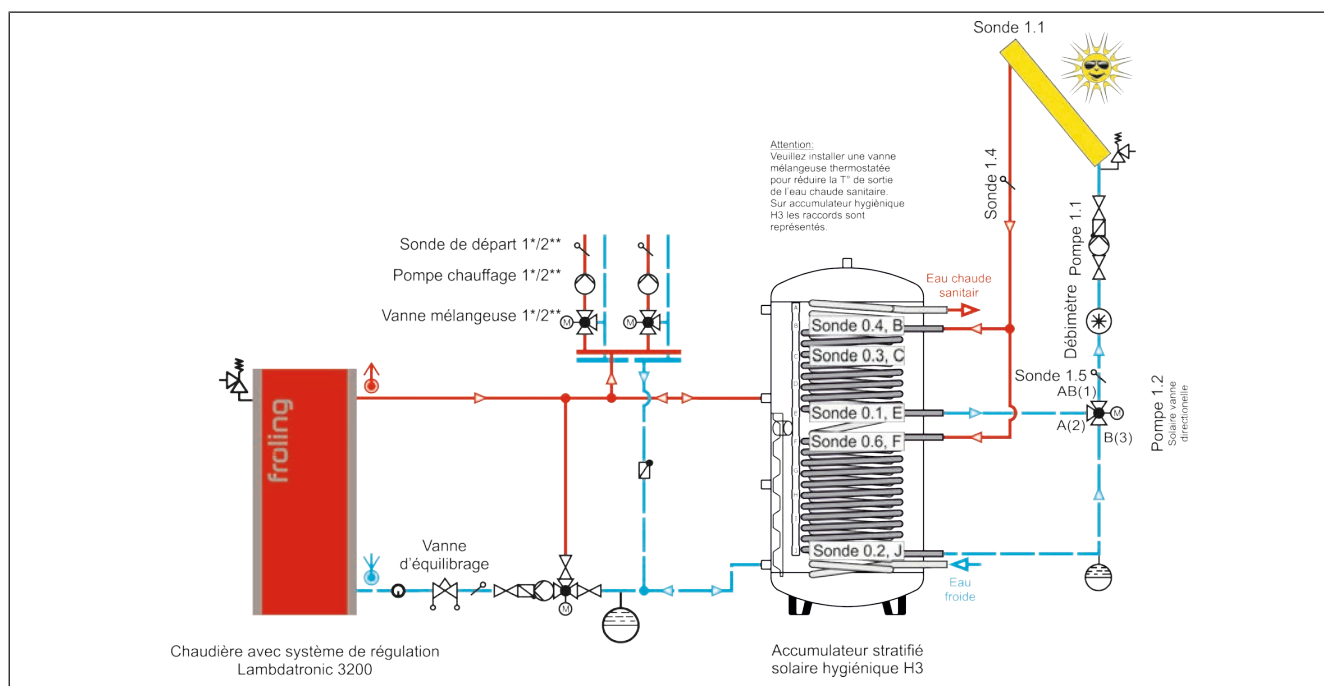 Sonde 1.1
Attention:
Veuillez installer une vanne
mélangeuse thermostatée
pour réduire la T° de sortie
de l'eau chaude sanitaire.
Sur accumulateur hygiènique
H3 les raccords sont
représentés.
Sonde 1.4
Pompe 1.1
Débimètre
Sonde de départ 1*/2**
Pompe chauffage 1*/2**
Vanne mélangeuse 1*/2**
M
M
Eau chaude
sanitair
A
B
C
D
E
F
G
H
I
J
Sonde 0.4, B
Sonde 0.3, C
Sonde 0.1, E
Sonde 0.6, F
Sonde 0.2, J
Sonde 1.5
AB(1)
A(2)
M
B(3)
Pompe 1.2
Solaire vanne
directionelle
froling
Vanne
d'équilibrage
M
Eau
froide
Chaudière avec système de régulation
Lambdatronic 3200
Accumulateur stratifié
solaire hygiénique H3